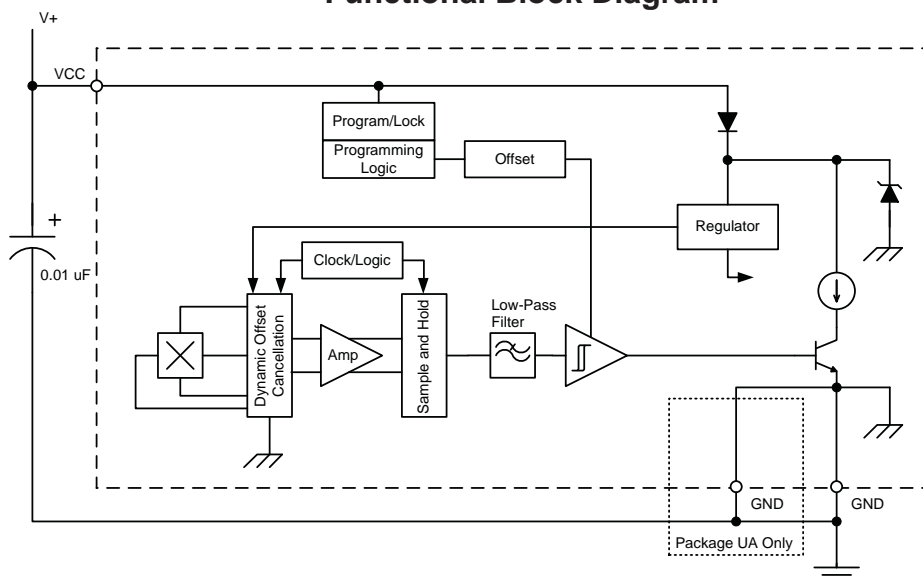 Functional Block Diagram
V+
VCC
Program/Lock
Programming
Logic
Offset
Regulator
+
0.01 uF
Clock/Logic
Low-Pass
Filter
Dynamic Offset
Cancellation
Amp
Sample and Hold
GND
GND
Package UA Only